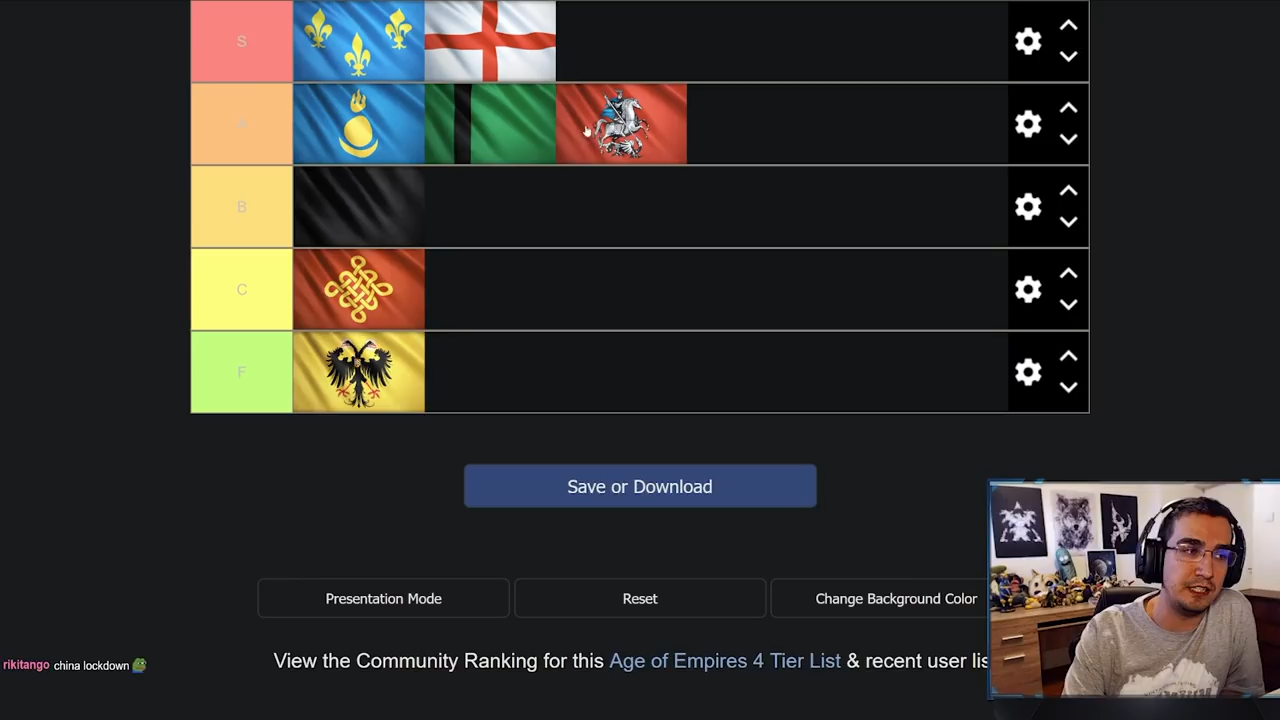 S
A
B
C
F
Save or Download
Presentation Mode
Reset
Change Background Color
rikitango china lockdown
View the Community Ranking for this Age of Empires 4 Tier List & recent user lis